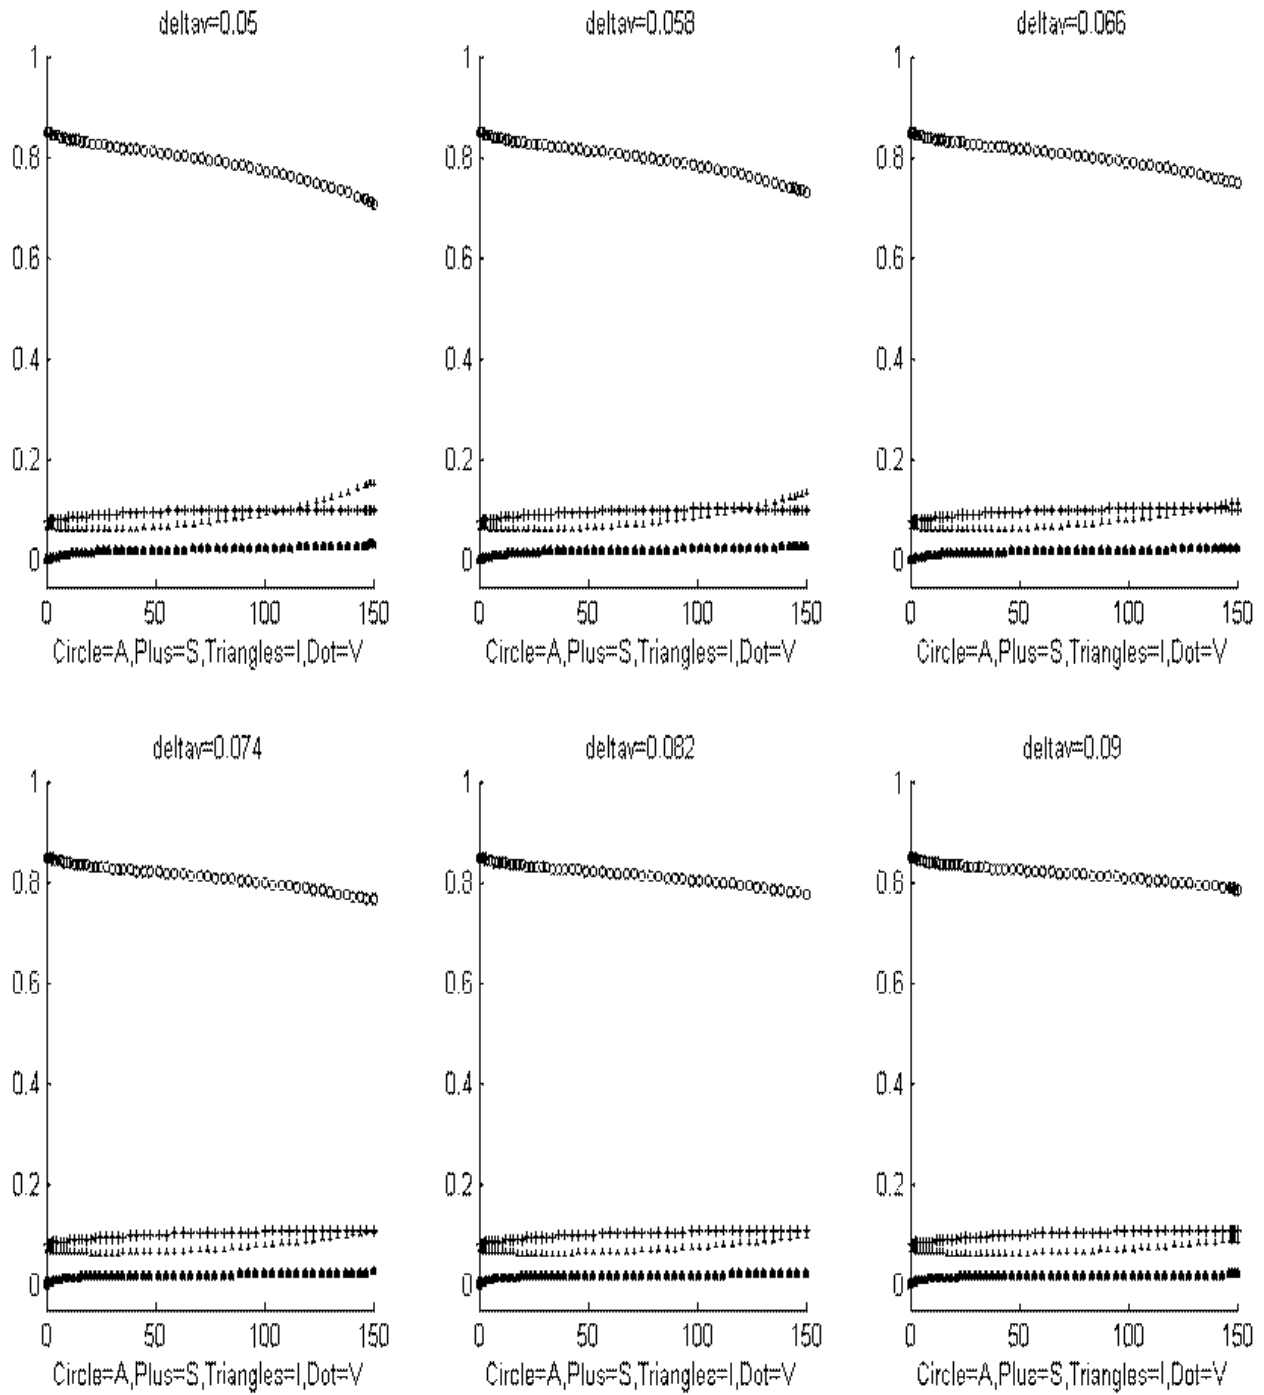 deltav=0.05 deltav=0.058 deltav=0.066
1 1 1
0.8 0.8 0.8
0.6 0.6 0.6
0.4 0.4 0.4
0.2 0.2 0.2
0 0 0
0 50 100 150 0 50 100 150 0 50 100 150
Circle=A,Plus=S,Triangles=I,Dot=V Circle=A,Plus=S,Triangles=I,Dot=V Circle=A,Plus=S,Triangles=I,Dot=V
deltav=0.074 deltav=0.082 deltav=0.09
1 1 1
0.8 0.8 0.8
0.6 0.6 0.6
0.4 0.4 0.4
0.2 0.2 0.2
0 0 0
0 50 100 150 0 50 100 150 0 50 100 150
Circle=A,Plus=S,Triangles=I,Dot=V Circle=A,Plus=S,Triangles=I,Dot=V Circle=A,Plus=S,Triangles=I,Dot=V